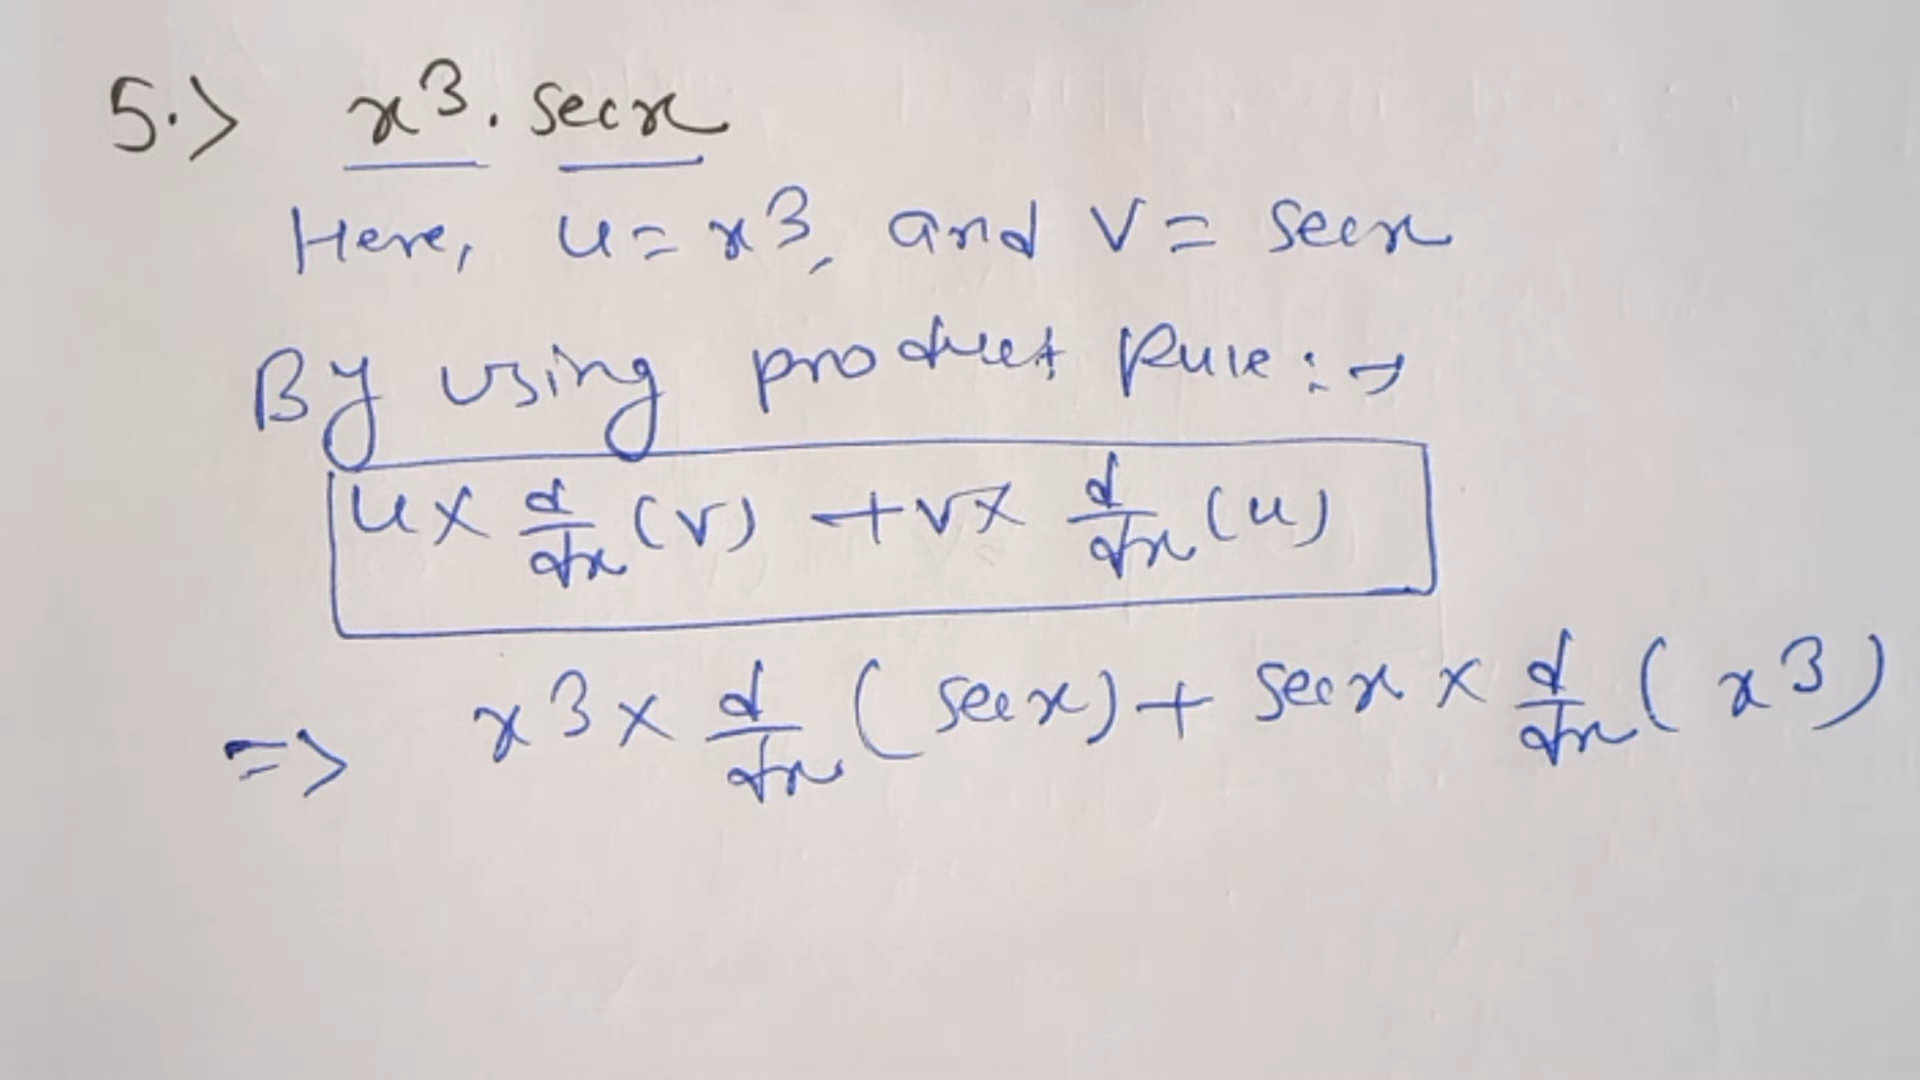 5.> x³. secx
Here, u = x³, and v = secx
By using product Rule :→
u × d/dx (v) + v × d/dx (u)
=> x³ × d/dx (secx) + secx × d/dx (x³)